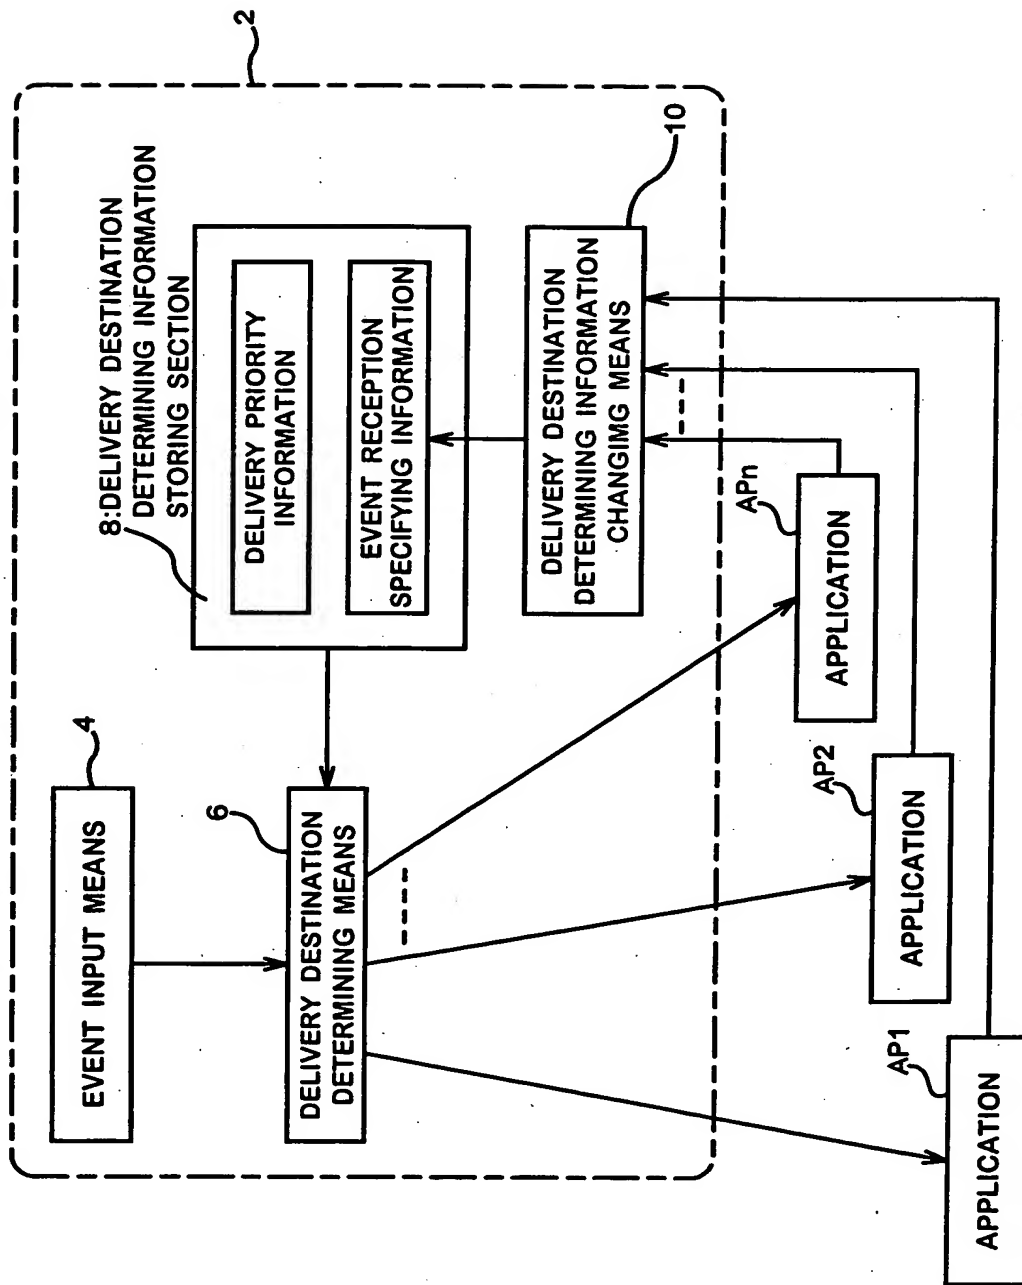 2
EVENT INPUT MEANS
4
6
DELIVERY DESTINATION
DETERMINING MEANS
8:DELIVERY DESTINATION
DETERMINING INFORMATION
STORING SECTION
DELIVERY PRIORITY
INFORMATION
EVENT RECEPTION
SPECIFYING INFORMATION
10
DELIVERY DESTINATION
DETERMINING INFORMATION
CHANGIMG MEANS
AP1
APPLICATION
AP2
APPLICATION
APn
APPLICATION